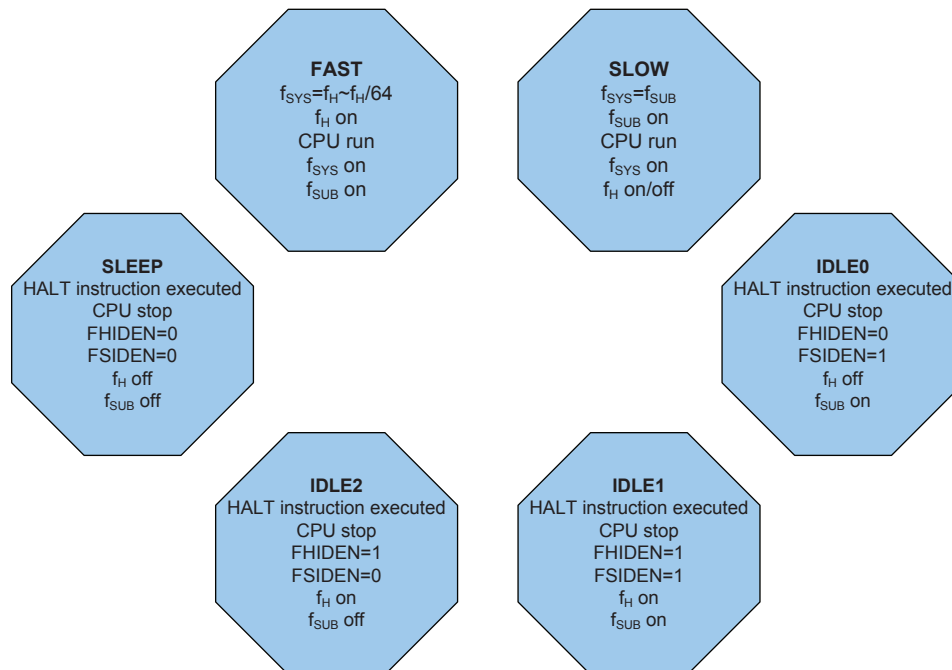 FAST
fSYS=fH~fH/64
fH on
CPU run
fSYS on
fSUB on
SLOW
fSYS=fSUB
fSUB on
CPU run
fSYS on
fH on/off
SLEEP
HALT instruction executed
CPU stop
FHIDEN=0
FSIDEN=0
fH off
fSUB off
IDLE0
HALT instruction executed
CPU stop
FHIDEN=0
FSIDEN=1
fH off
fSUB on
IDLE2
HALT instruction executed
CPU stop
FHIDEN=1
FSIDEN=0
fH on
fSUB off
IDLE1
HALT instruction executed
CPU stop
FHIDEN=1
FSIDEN=1
fH on
fSUB on